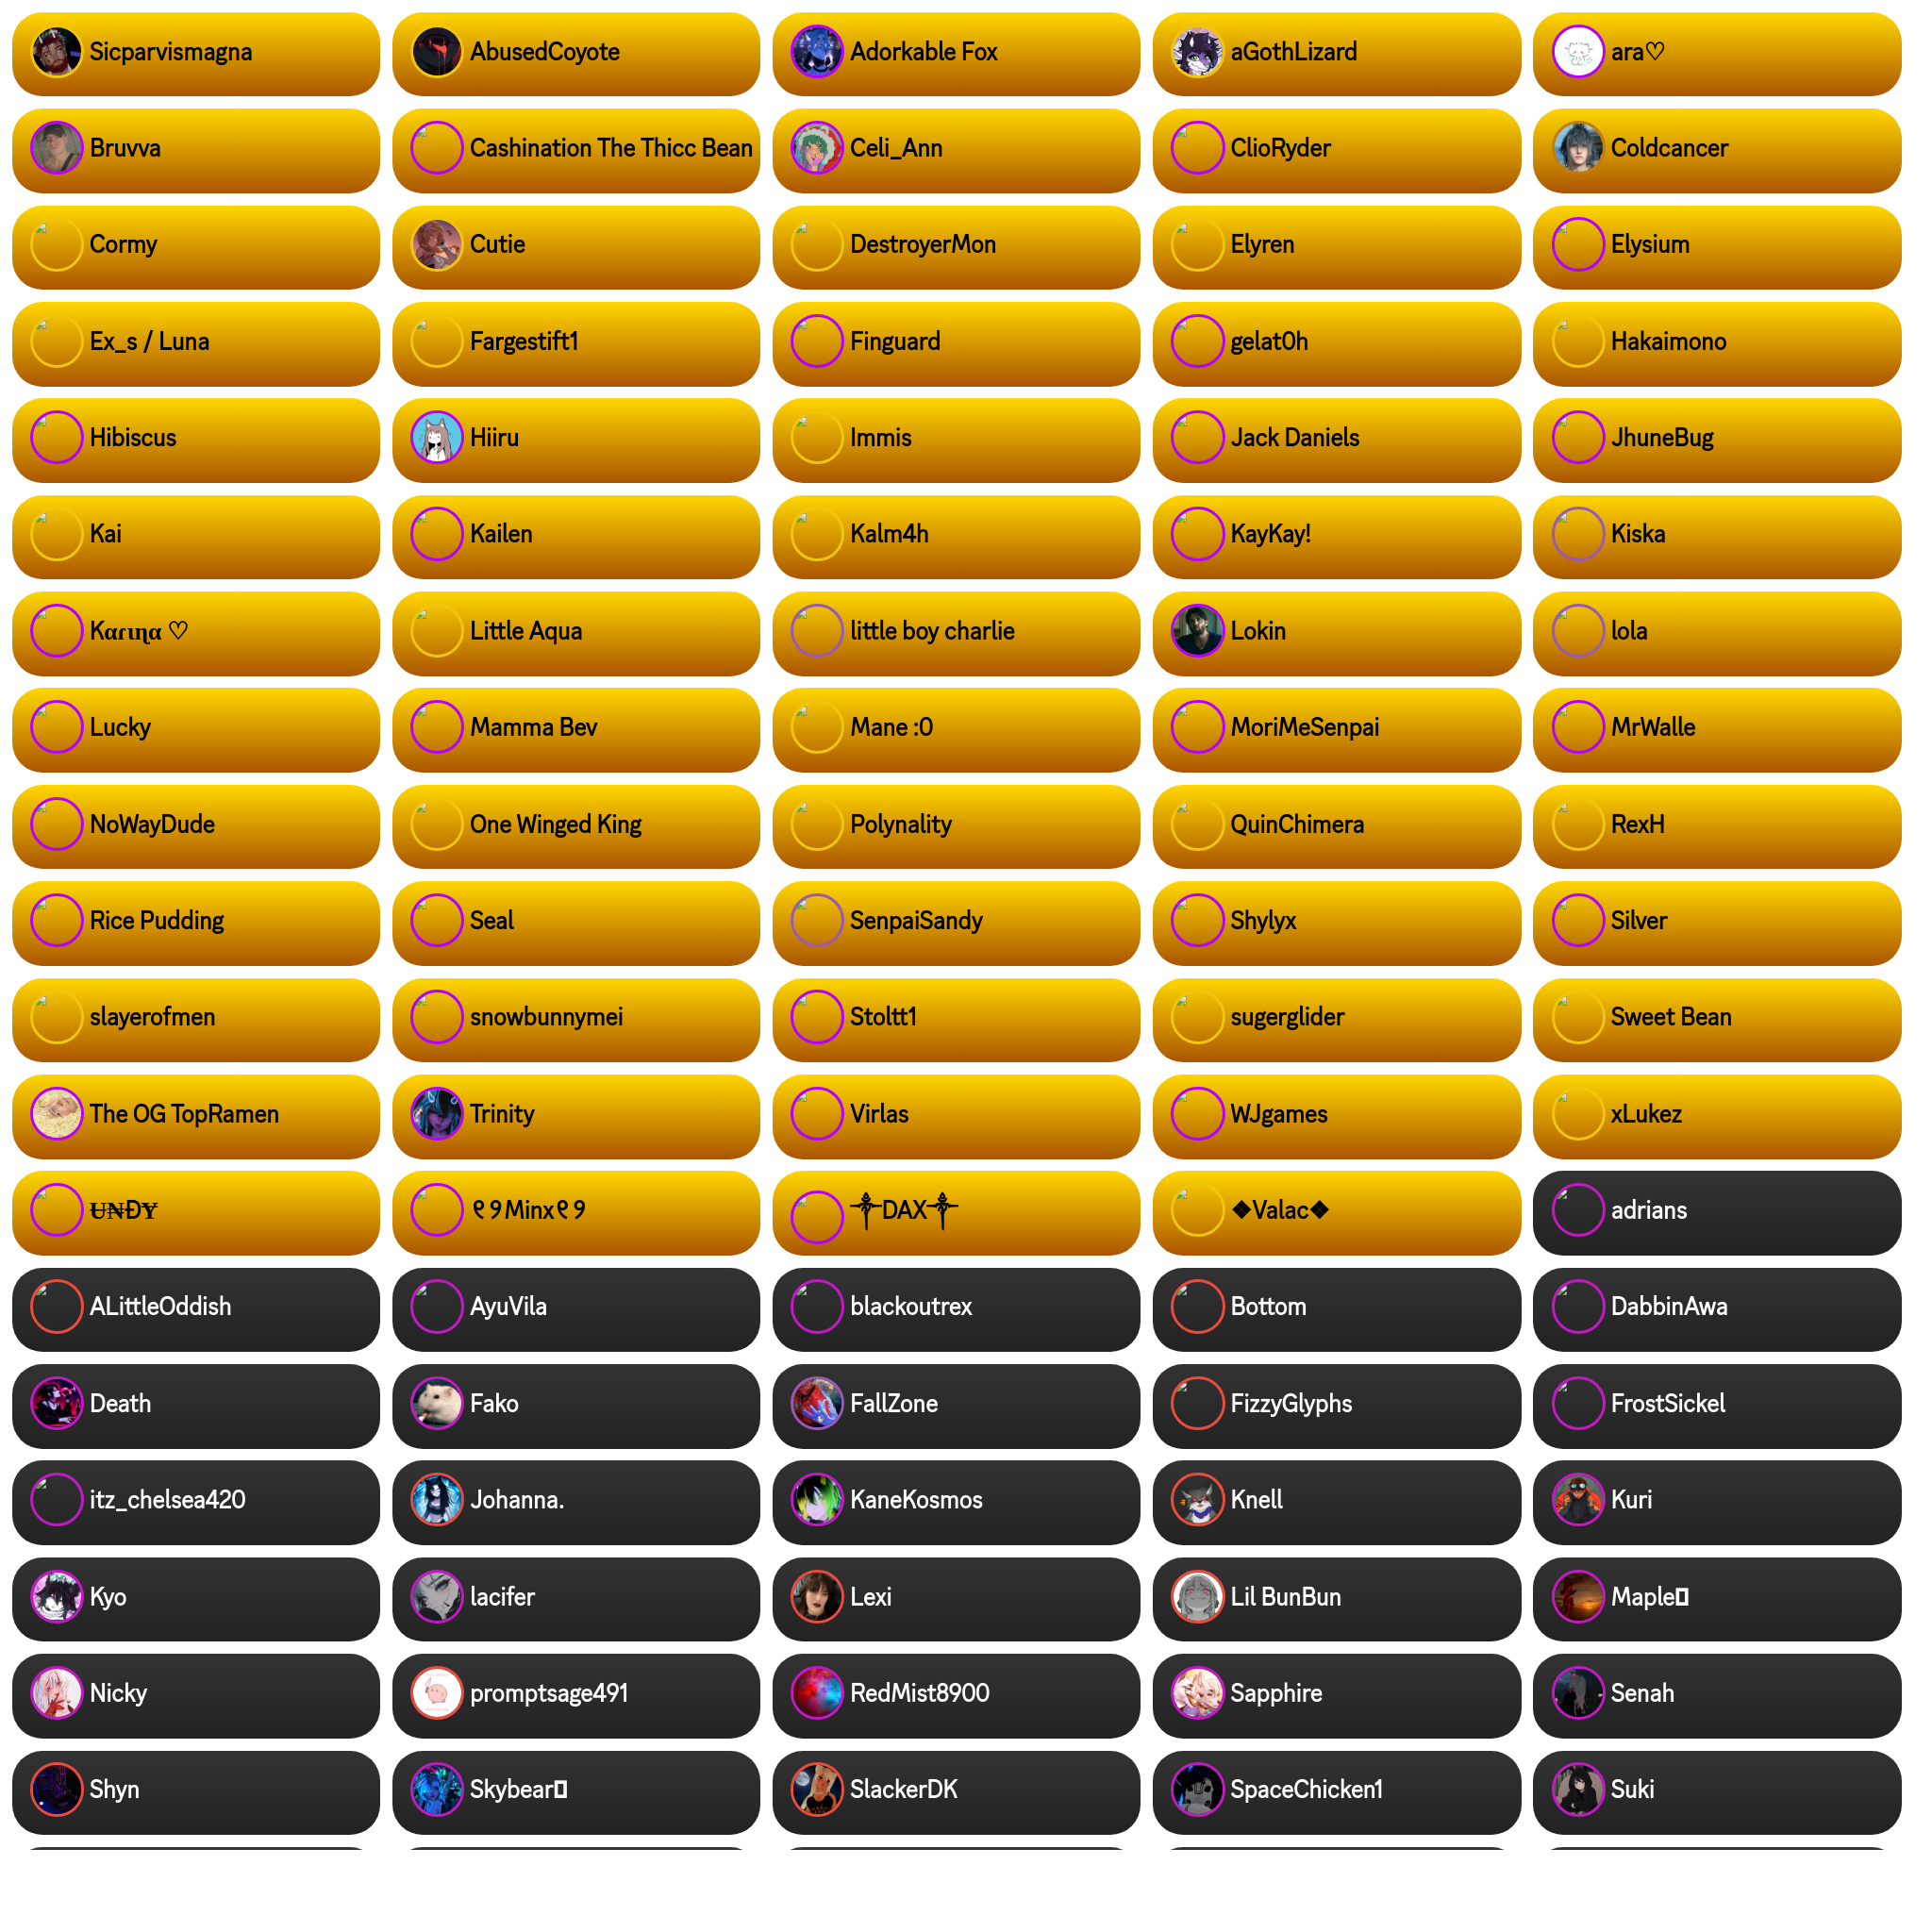 Sicparvismagna
AbusedCoyote
Adorkable Fox
aGothLizard
ara♡
Bruvva
Cashination The Thicc Bean
Celi_Ann
ClioRyder
Coldcancer
Cormy
Cutie
DestroyerMon
Elyren
Elysium
Ex_s / Luna
Fargestift1
Finguard
gelat0h
Hakaimono
Hibiscus
Hiiru
Immis
Jack Daniels
JhuneBug
Kai
Kailen
Kalm4h
KayKay!
Kiska
Kαɾιɳα ♡
Little Aqua
little boy charlie
Lokin
lola
Lucky
Mamma Bev
Mane :0
MoriMeSenpai
MrWalle
NoWayDude
One Winged King
Polynality
QuinChimera
RexH
Rice Pudding
Seal
SenpaiSandy
Shylyx
Silver
slayerofmen
snowbunnymei
Stoltt1
sugerglider
Sweet Bean
The OG TopRamen
Trinity
Virlas
WJgames
xLukez
Ʉ₦ĐɎ
୧୨Minx୧୨
༒DAX༒
❖Valac❖
adrians
ALittleOddish
AyuVila
blackoutrex
Bottom
DabbinAwa
Death
Fako
FallZone
FizzyGlyphs
FrostSickel
itz_chelsea420
Johanna.
KaneKosmos
Knell
Kuri
Kyo
lacifer
Lexi
Lil BunBun
Maple
Nicky
promptsage491
RedMist8900
Sapphire
Senah
Shyn
Skybear
SlackerDK
SpaceChicken1
Suki